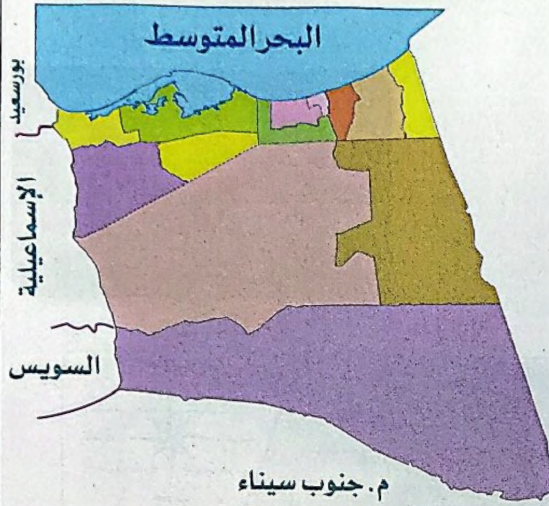 البحر المتوسط
بورسعيد
الإسماعيلية
السويس
م. جنوب سيناء